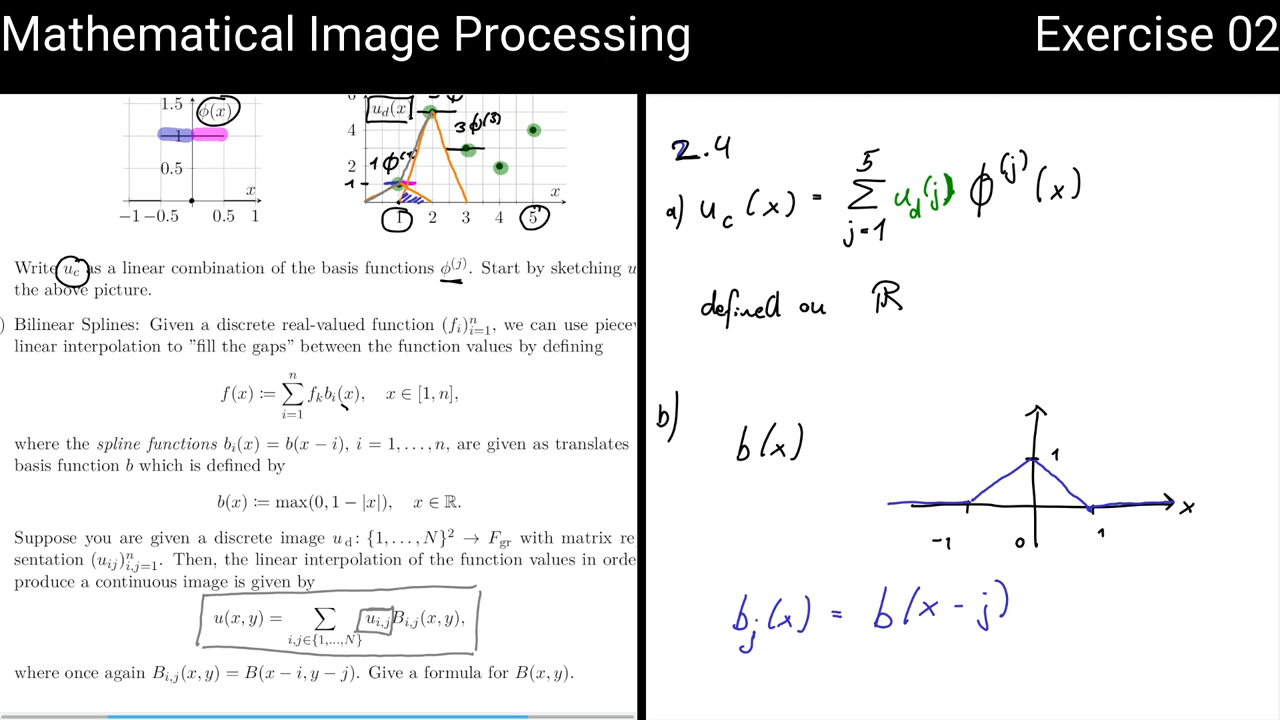 Mathematical Image Processing Exercise 02
1.5 ϕ(x)
1
0.5
x
−1 −0.5 0.5 1
u_d(x
4 3 ϕ^(3)
2 1 ϕ^(1
1
x
1 2 3 4 5
Write u_c as a linear combination of the basis functions ϕ^(j). Start by sketching u
the above picture.
) Bilinear Splines: Given a discrete real-valued function (f_i)_{i=1}^n, we can use piece
linear interpolation to ”fill the gaps” between the function values by defining
f(x) := ∑_{i=1}^{n} f_k b_i(x), x ∈ [1, n],
where the spline functions b_i(x) = b(x − i), i = 1, . . . , n, are given as translates
basis function b which is defined by
b(x) := max(0, 1 − |x|), x ∈ ℝ.
Suppose you are given a discrete image u_d : {1, . . . , N}^2 → F_gr with matrix re
sentation (u_{ij})_{i,j=1}^n. Then, the linear interpolation of the function values in orde
produce a continuous image is given by
u(x, y) = ∑_{i,j∈{1,...,N}} u_{i,j} B_{i,j}(x, y),
where once again B_{i,j}(x, y) = B(x − i, y − j). Give a formula for B(x, y).
2.4
a) u_c(x) = ∑_{j=1}^{5} u_d(j) ϕ^(j)(x)
defined on ℝ
b) b(x)
1
x
-1 0 1
b_j(x) = b(x - j)